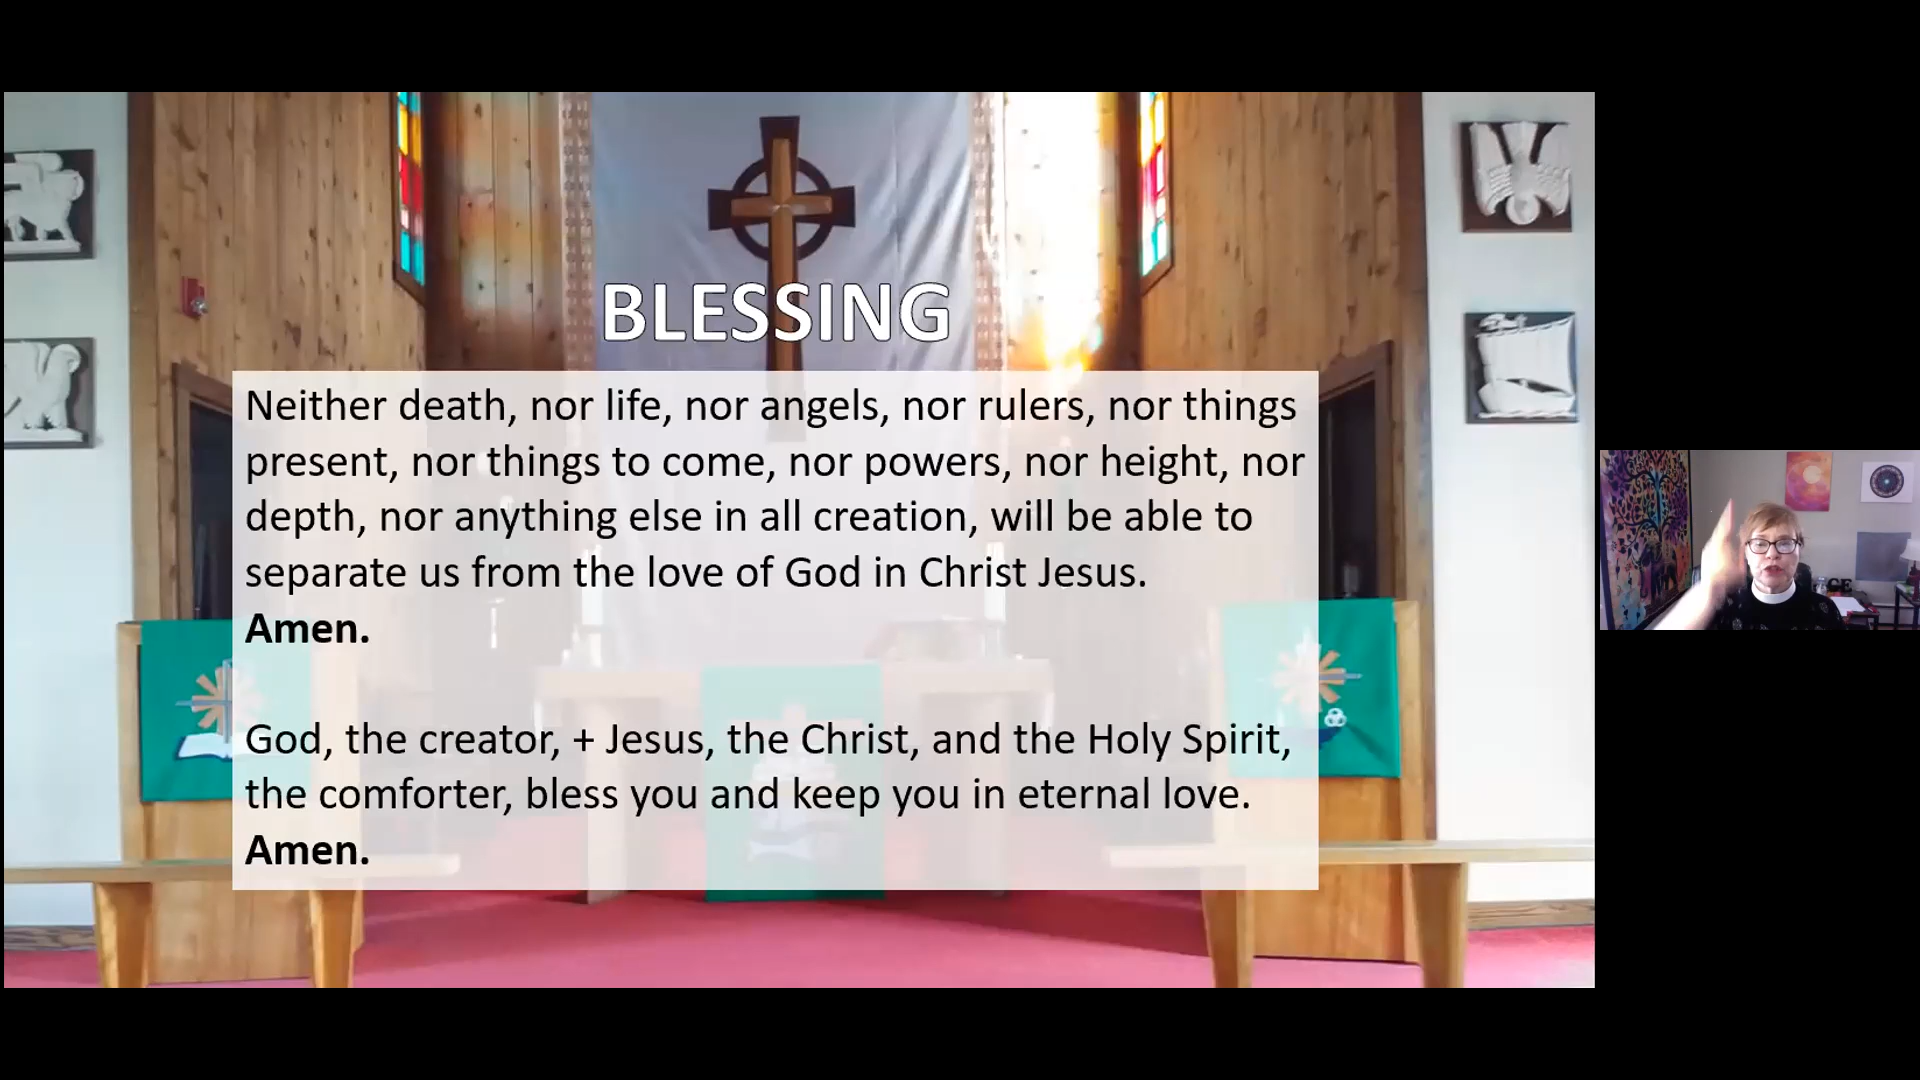 BLESSING
Neither death, nor life, nor angels, nor rulers, nor things
present, nor things to come, nor powers, nor height, nor
depth, nor anything else in all creation, will be able to
separate us from the love of God in Christ Jesus.
Amen.
God, the creator, + Jesus, the Christ, and the Holy Spirit,
the comforter, bless you and keep you in eternal love.
Amen.